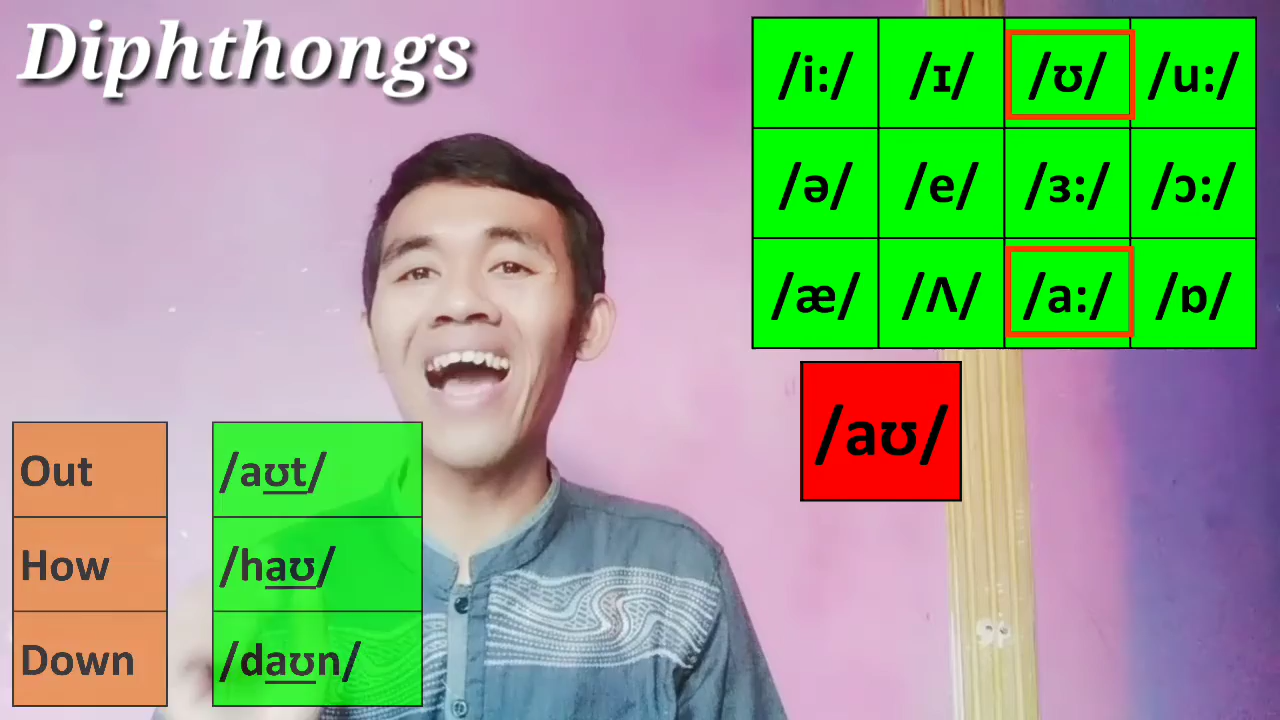 Diphthongs
/i:/ /ɪ/ /ʊ/ /u:/
/ə/ /e/ /ɜ:/ /ɔ:/
/æ/ /Ʌ/ /a:/ /ɒ/
/aʊ/
Out /aʊt/
How /haʊ/
Down /daʊn/